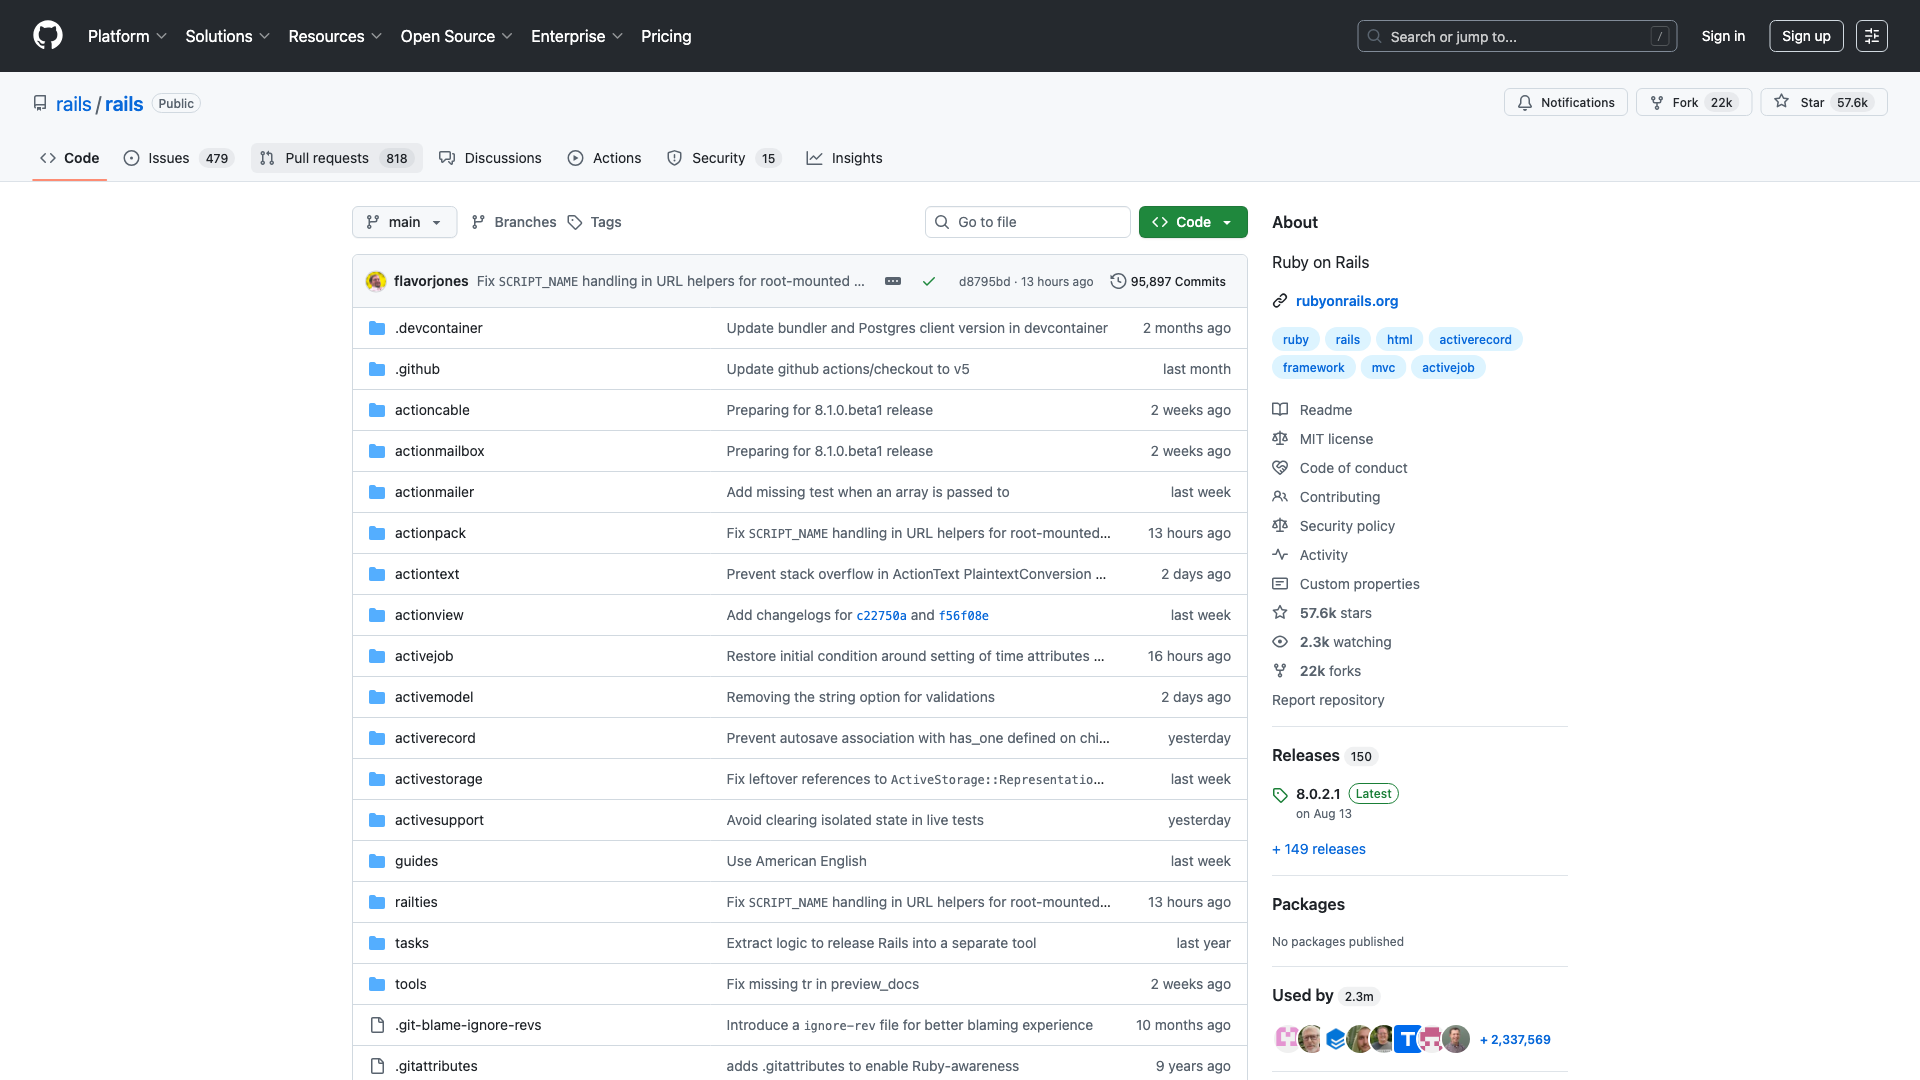 Platform Solutions Resources Open Source Enterprise Pricing Search or jump to... / Sign in Sign up
rails / rails Public Notifications Fork 22k Star 57.6k
Code Issues 479 Pull requests 818 Discussions Actions Security 15 Insights
main Branches Tags Go to file Code
flavorjones Fix SCRIPT_NAME handling in URL helpers for root-mounted ... d8795bd · 13 hours ago 95,897 Commits
.devcontainer Update bundler and Postgres client version in devcontainer 2 months ago
.github Update github actions/checkout to v5 last month
actioncable Preparing for 8.1.0.beta1 release 2 weeks ago
actionmailbox Preparing for 8.1.0.beta1 release 2 weeks ago
actionmailer Add missing test when an array is passed to last week
actionpack Fix SCRIPT_NAME handling in URL helpers for root-mounted... 13 hours ago
actiontext Prevent stack overflow in ActionText PlaintextConversion ... 2 days ago
actionview Add changelogs for c22750a and f56f08e last week
activejob Restore initial condition around setting of time attributes ... 16 hours ago
activemodel Removing the string option for validations 2 days ago
activerecord Prevent autosave association with has_one defined on chi... yesterday
activestorage Fix leftover references to ActiveStorage::Representatio... last week
activesupport Avoid clearing isolated state in live tests yesterday
guides Use American English last week
railties Fix SCRIPT_NAME handling in URL helpers for root-mounted... 13 hours ago
tasks Extract logic to release Rails into a separate tool last year
tools Fix missing tr in preview_docs 2 weeks ago
.git-blame-ignore-revs Introduce a ignore-rev file for better blaming experience 10 months ago
.gitattributes adds .gitattributes to enable Ruby-awareness 9 years ago
About
Ruby on Rails
rubyonrails.org
ruby rails html activerecord
framework mvc activejob
Readme
MIT license
Code of conduct
Contributing
Security policy
Activity
Custom properties
57.6k stars
2.3k watching
22k forks
Report repository
Releases 150
8.0.2.1 Latest
on Aug 13
+ 149 releases
Packages
No packages published
Used by 2.3m
T + 2,337,569